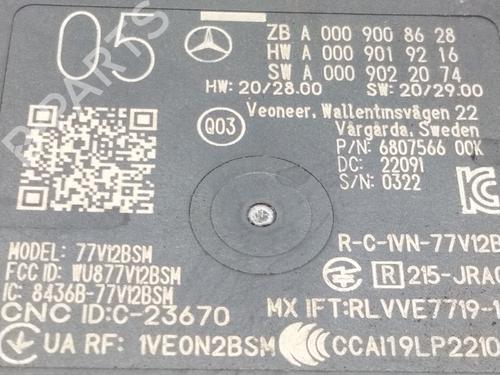 05
ZB A 000 900 86 28
HW A 000 901 92 16
SW A 000 902 20 74
HW: 20/28.00 SW: 20/29.00
Q03
Veoneer, Wallentinsvägen 22
Vårgårda, Sweden
P/N: 6807566 00K
DC: 22091
S/N: 0322
MODEL: 77V12BSM
FCC ID: WU877V12BSM
IC: 8436B-77V12BSM
CNC ID:C-23670
UA RF: 1VEON2BSM
R-C-1VN-77V12B
R 215-JRA
MX IFT:RLVVE7719-1
CCAI19LP2210